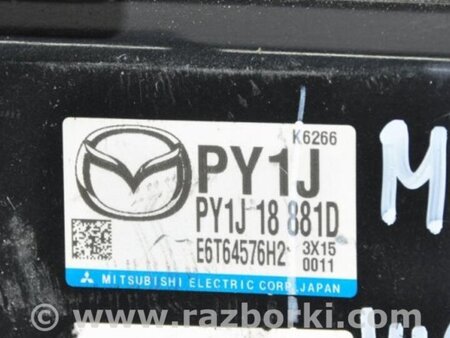 K6266
PY1J
PY1J 18 881D
E6T64576H2 3X15
0011
MITSUBISHI ELECTRIC CORP. JAPAN
M
www.razborki.com